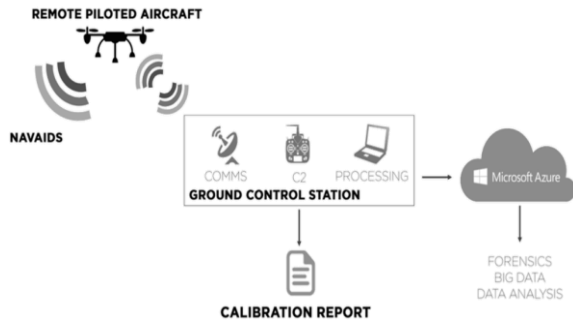 REMOTE PILOTED AIRCRAFT
NAVAIDS
COMMS
C2
PROCESSING
GROUND CONTROL STATION
Microsoft Azure
CALIBRATION REPORT
FORENSICS
BIG DATA
DATA ANALYSIS